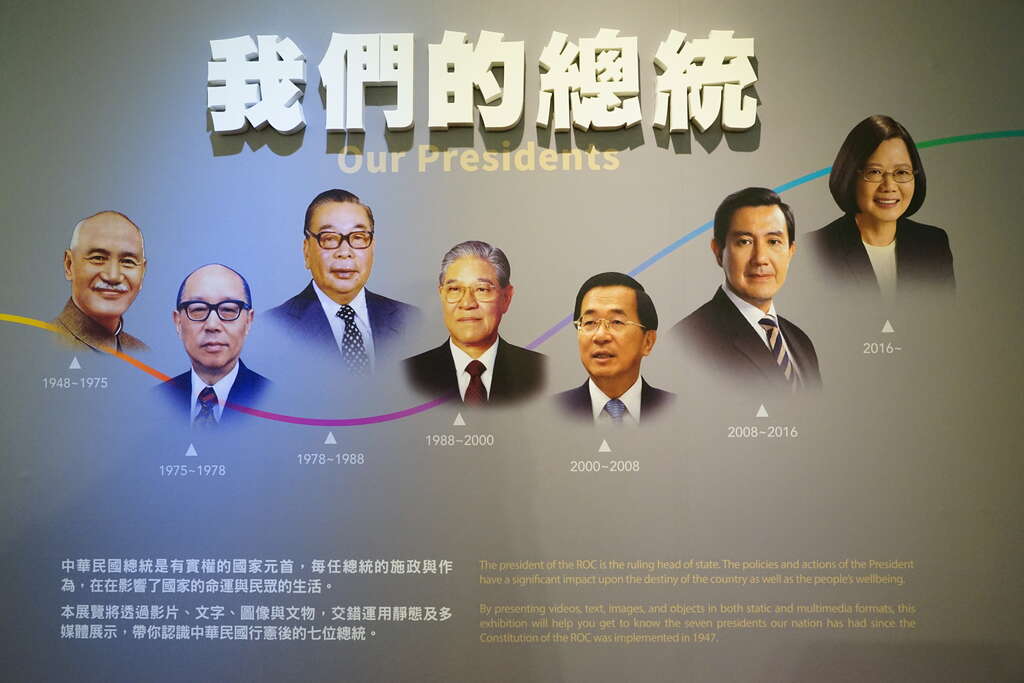 我們的總統
Our Presidents
2016~
1948~1975
2008~2016
1988~2000
1978~1988
2000~2008
1975~1978
中華民國總統是有實權的國家元首，每任總統的施政與作
為，在在影響了國家的命運與民眾的生活。
本展覽將透過影片、文字、圖像與文物，交錯運用靜態及多
媒體展示，帶你認識中華民國行憲後的七位總統。
The president of the ROC is the ruling head of state. The policies and actions of the President
have a significant impact upon the destiny of the country as well as the people's wellbeing.
By presenting videos, text, images, and objects in both static and multimedia formats, this
exhibition will help you get to know the seven presidents our nation has had since the
Constitution of the ROC was implemented in 1947.